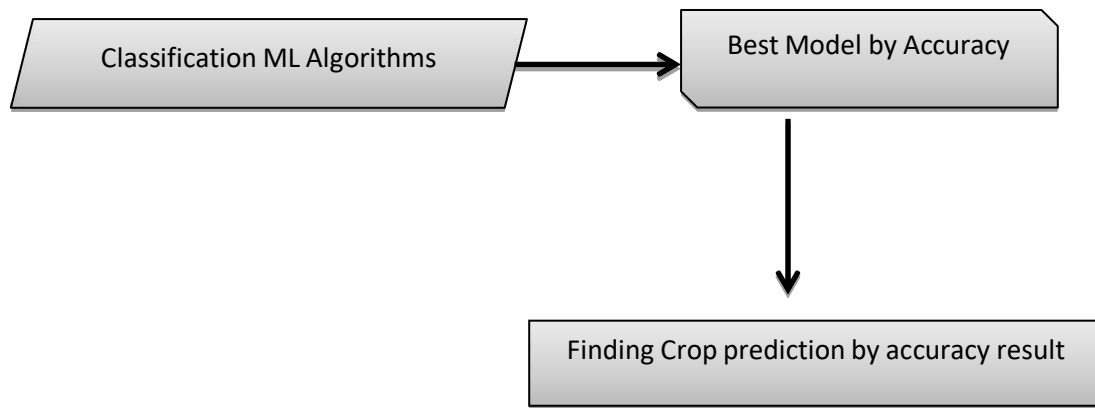 Classification ML Algorithms
Best Model by Accuracy
Finding Crop prediction by accuracy result